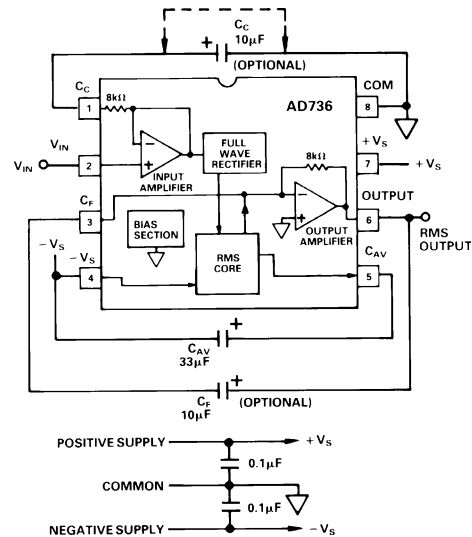 C_C
10μF
+
(OPTIONAL)
C_C
COM
1
8kΩ
AD736
8
V_IN
+V_S
V_IN
2
−
+
INPUT
AMPLIFIER
FULL
WAVE
RECTIFIER
8kΩ
7
+V_S
C_F
3
−
+
OUTPUT
6
OUTPUT
AMPLIFIER
RMS
OUTPUT
BIAS
SECTION
−V_S
−V_S
4
RMS
CORE
C_AV
5
+
C_AV
33μF
+
C_F
10μF
(OPTIONAL)
POSITIVE SUPPLY
+V_S
0.1μF
COMMON
0.1μF
NEGATIVE SUPPLY
−V_S